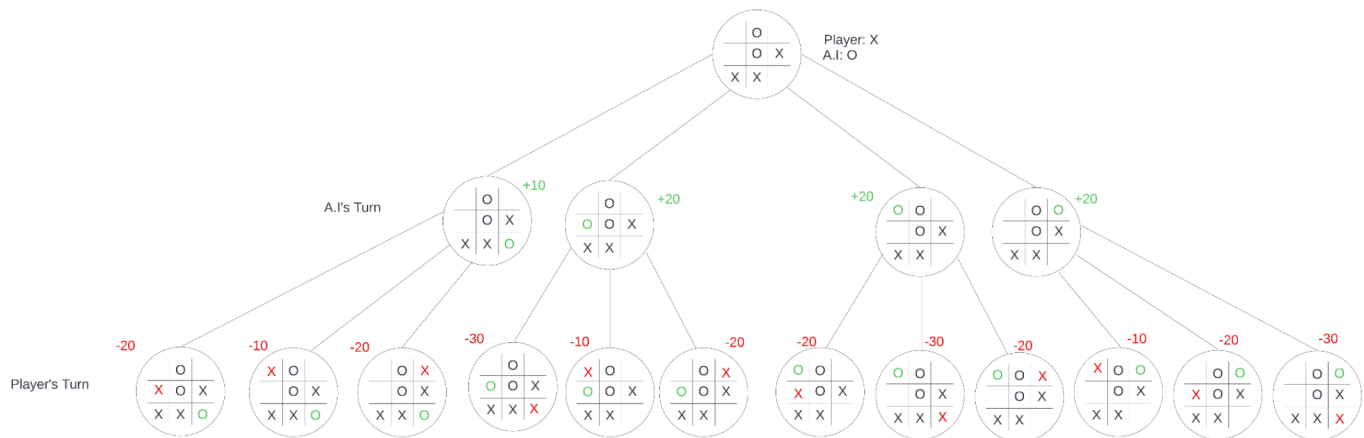 O
Player: X
A.I: O
O X
X X
+10
+20
+20
+20
A.I's Turn
O
O X
X X O
O
O O X
X X
O O
O X
X X
O O
O X
X X
-20
-10
-20
-30
-10
-20
-20
-30
-20
-10
-20
-30
Player's Turn
O
X O X
X X O
X O
O X
X X O
O X
O X
X X O
O
O O X
X X X
X O
O O X
X X
O X
O O X
X X
O O
X O X
X X
O O
O X
X X X
O O X
O X
X X
X O O
O X
X X
O O
X O X
X X
O O
O X
X X X